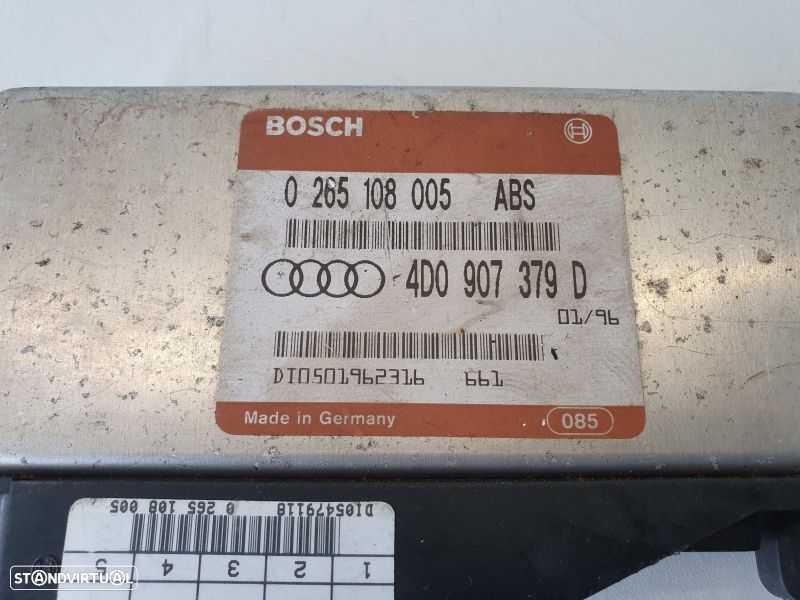 BOSCH
0 265 108 005 ABS
4D0 907 379 D
01/96
DI0501962316 661
Made in Germany 085
DI05479118 0 265 108 005
1 2 3 4 5
STANDVIRTUAL